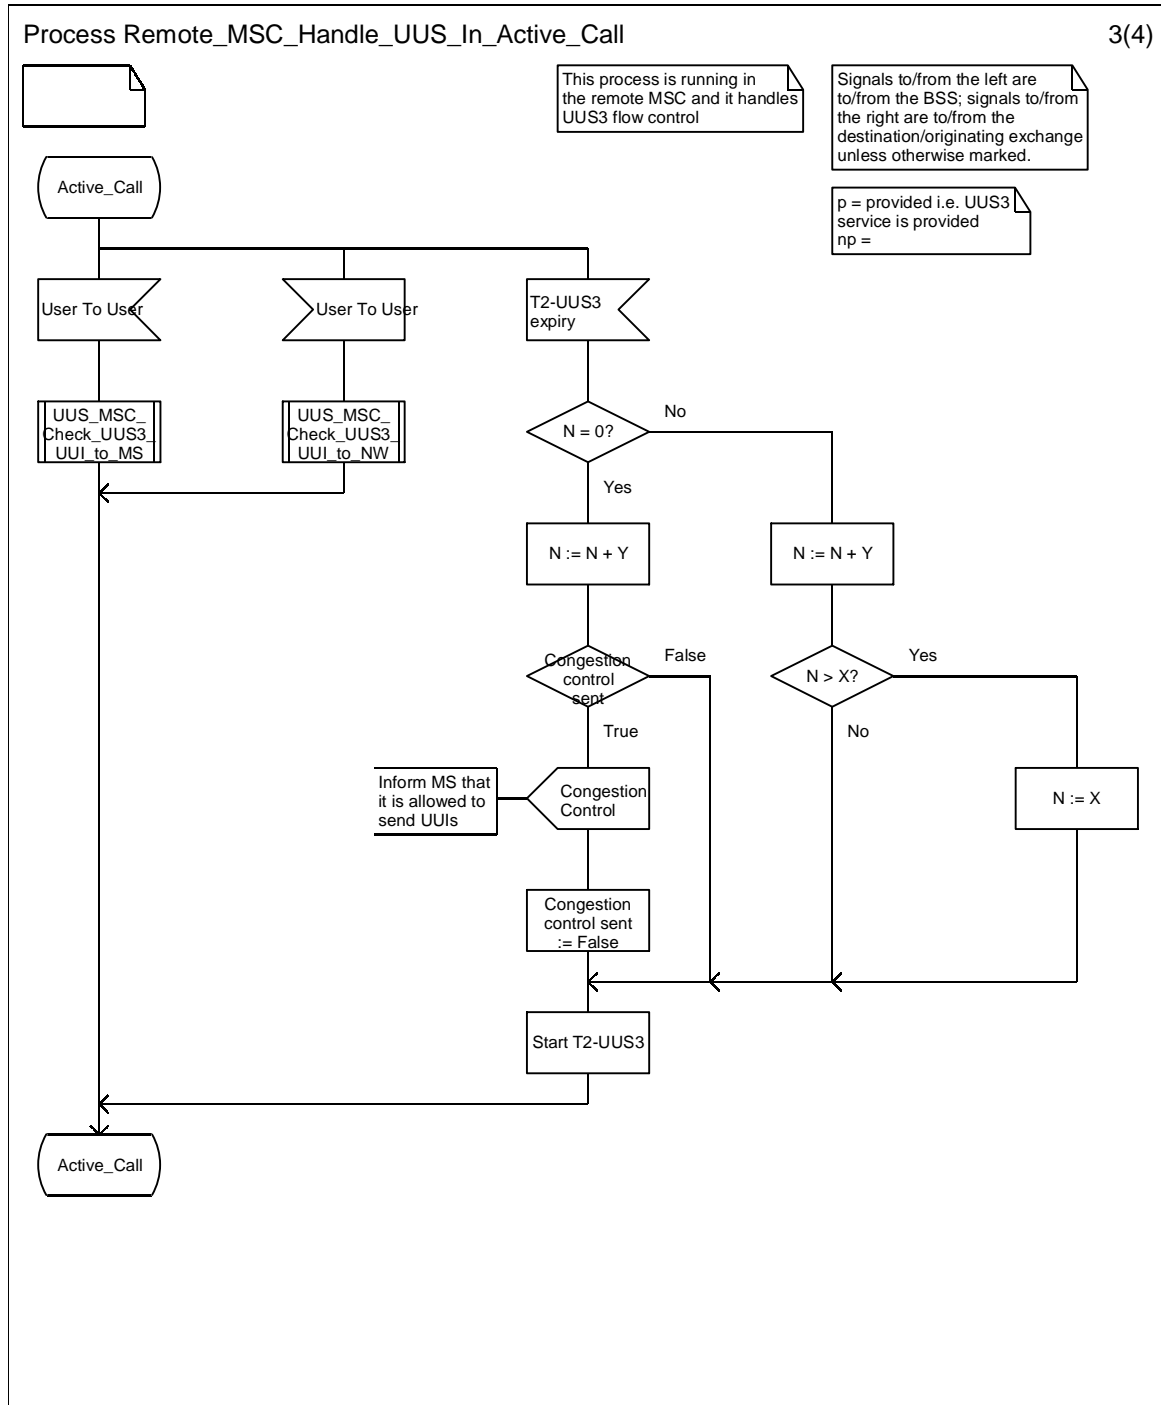 Process Remote_MSC_Handle_UUS_In_Active_Call
3(4)
This process is running in
the remote MSC and it handles
UUS3 flow control
Signals to/from the left are
to/from the BSS; signals to/from
the right are to/from the
destination/originating exchange
unless otherwise marked.
p = provided i.e. UUS3
service is provided
np =
Active_Call
User To User
User To User
T2-UUS3
expiry
UUS_MSC_
Check_UUS3_
UUI_to_MS
UUS_MSC_
Check_UUS3_
UUI_to_NW
N = 0?
No
Yes
N := N + Y
N := N + Y
Congestion
control
sent
False
True
N > X?
Yes
No
Inform MS that
it is allowed to
send UUIs
Congestion
Control
N := X
Congestion
control sent
:= False
Start T2-UUS3
Active_Call